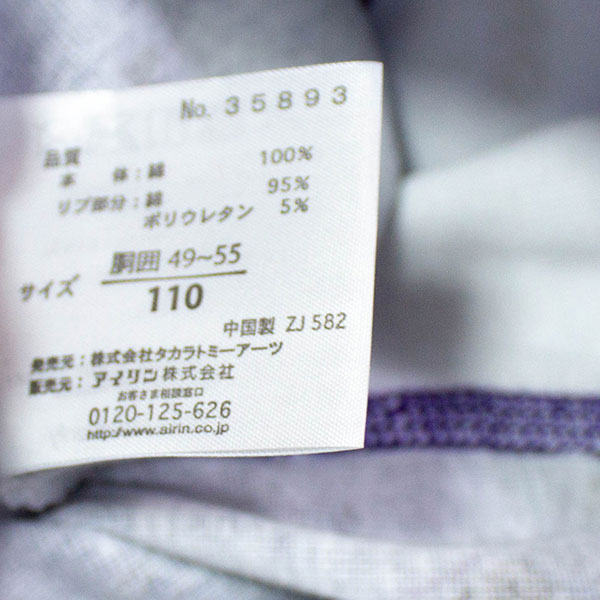 No. 35893
品質
本 体：綿 100%
リブ部分：綿 95%
ポリウレタン 5%
サイズ 胴囲 49~55
110
中国製 ZJ 582
発売元：株式会社タカラトミーアーツ
販売元：アイリン株式会社
お客さま相談窓口
0120-125-626
http://www.airin.co.jp